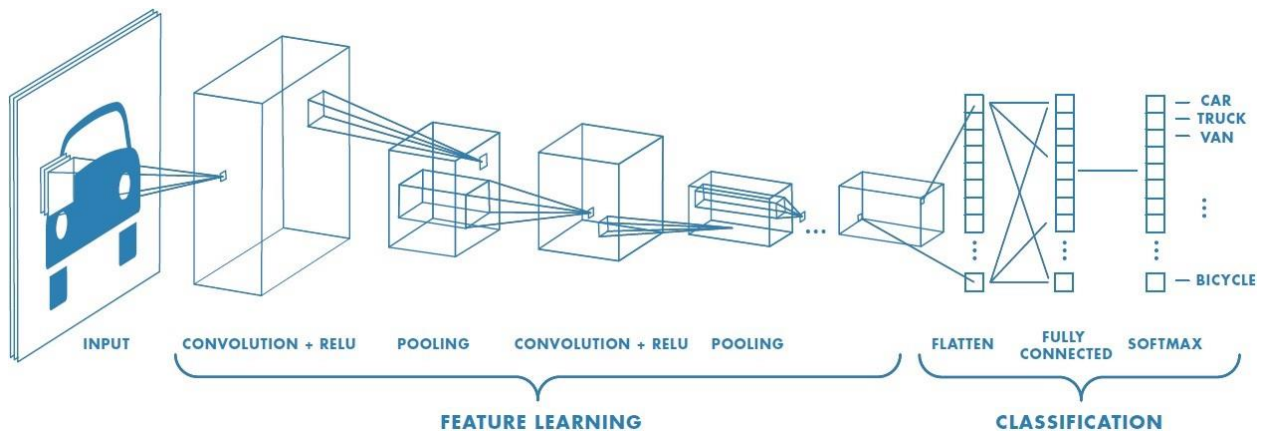 CAR
TRUCK
VAN
BICYCLE
INPUT
CONVOLUTION + RELU
POOLING
CONVOLUTION + RELU
POOLING
FLATTEN
FULLY
CONNECTED
SOFTMAX
FEATURE LEARNING
CLASSIFICATION